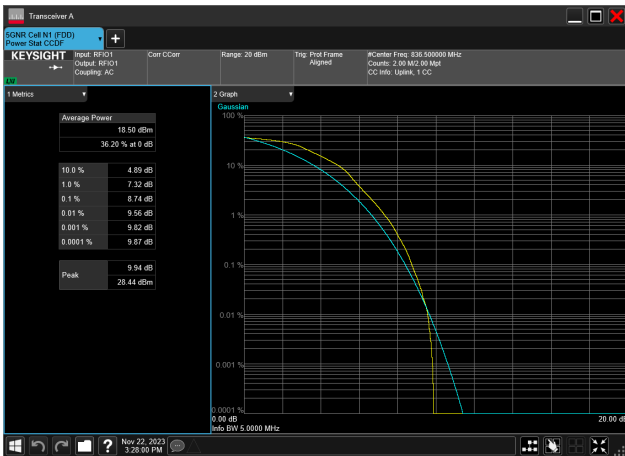 Transceiver A
5GNR Cell N1 (FDD)
Power Stat CCDF
KEYSIGHT
Input: RFIO1
Output: RFIO1
Coupling: AC
Corr CCorr
Range: 20 dBm
Trig: Prot Frame
Aligned
#Center Freq: 836.500000 MHz
Counts: 2.00 M/2.00 Mpt
CC Info: Uplink, 1 CC
LXI
1 Metrics
Average Power
18.50 dBm
36.20 % at 0 dB
10.0 % 4.89 dB
1.0 % 7.32 dB
0.1 % 8.74 dB
0.01 % 9.56 dB
0.001 % 9.82 dB
0.0001 % 9.87 dB
Peak
9.94 dB
28.44 dBm
2 Graph
Gaussian
100 %
10 %
1 %
0.1 %
0.01 %
0.001 %
0.0001 %
0.00 dB
20.00 dB
Info BW 5.0000 MHz
Nov 22, 2023
3:28:00 PM